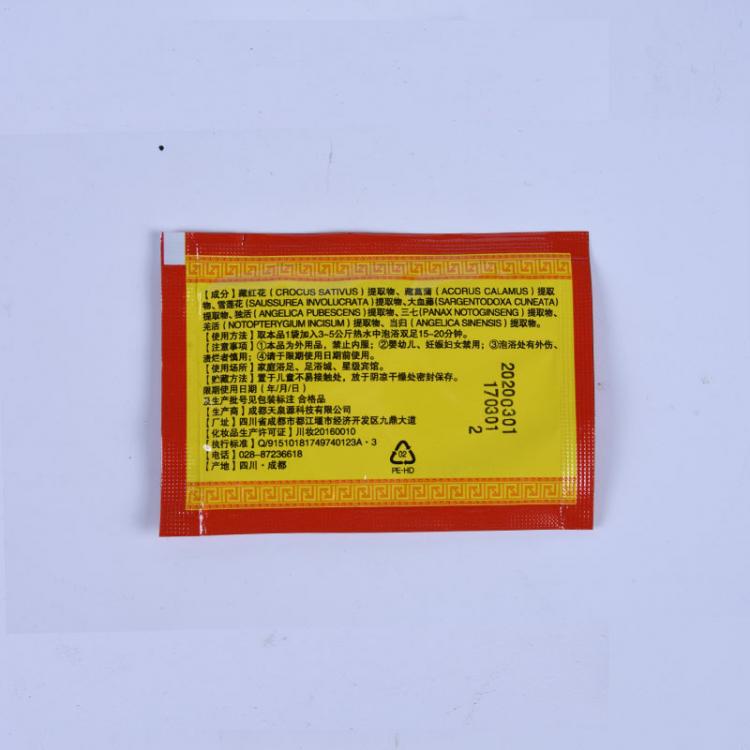 【成分】藏红花（CROCUS SATIVUS）提取物、藏菖蒲（ACORUS CALAMUS）提取
物、雪莲花(SAUSSUREA INVOLUCRATA)提取物、大血藤(SARGENTODOXA CUNEATA)
提取物、独活(ANGELICA PUBESCENS)提取物、三七(PANAX NOTOGINSENG)提取物、
羌活(NOTOPTERYGIUM INCISUM）提取物、当归（ANGELICA SINENSIS）提取物。
【使用方法】取本品1袋加入3-5公斤热水中泡浴双足15-20分钟。
【注意事项】①本品为外用品，禁止内服；②婴幼儿、妊娠妇女禁用；③泡浴处有外伤、
溃烂者慎用；④请于限期使用日期前使用。
【使用场所】家庭浴足、足浴城、星级宾馆。
【贮藏方法】置于儿童不易接触处，放于阴凉干燥处密封保存。
限期使用日期（年/月/日）
及生产批号见包装标注 合格品
【生产商】成都天泉源科技有限公司
【厂址】四川省成都市都江堰市经济开发区九鼎大道
【化妆品生产许可证】川妆20160010
【执行标准】Q/91510181749740123A·3
【电话】028-87236618
【产地】四川·成都
20200301
170301
2
02
PE-HD